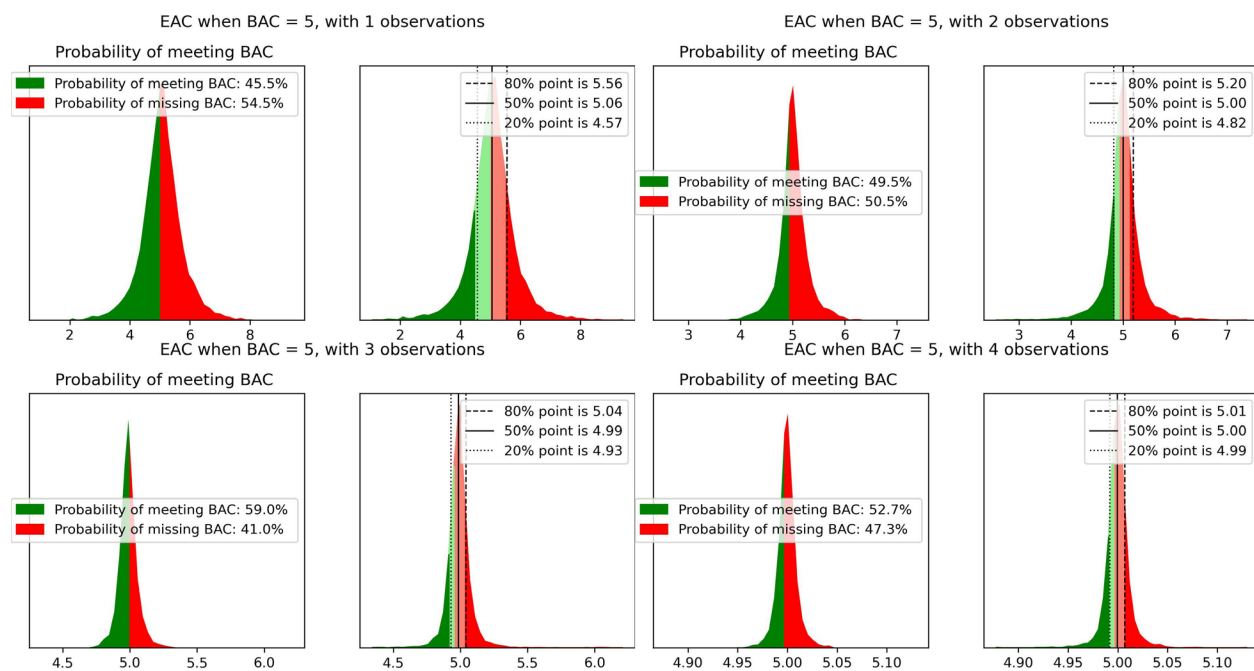 EAC when BAC = 5, with 1 observations
Probability of meeting BAC
Probability of meeting BAC: 45.5%
Probability of missing BAC: 54.5%
2 4 6 8
80% point is 5.56
50% point is 5.06
20% point is 4.57
2 4 6 8
EAC when BAC = 5, with 2 observations
Probability of meeting BAC
Probability of meeting BAC: 49.5%
Probability of missing BAC: 50.5%
3 4 5 6 7
80% point is 5.20
50% point is 5.00
20% point is 4.82
3 4 5 6 7
EAC when BAC = 5, with 3 observations
Probability of meeting BAC
Probability of meeting BAC: 59.0%
Probability of missing BAC: 41.0%
4.5 5.0 5.5 6.0
80% point is 5.04
50% point is 4.99
20% point is 4.93
4.5 5.0 5.5 6.0
EAC when BAC = 5, with 4 observations
Probability of meeting BAC
Probability of meeting BAC: 52.7%
Probability of missing BAC: 47.3%
4.90 4.95 5.00 5.05 5.10
80% point is 5.01
50% point is 5.00
20% point is 4.99
4.90 4.95 5.00 5.05 5.10